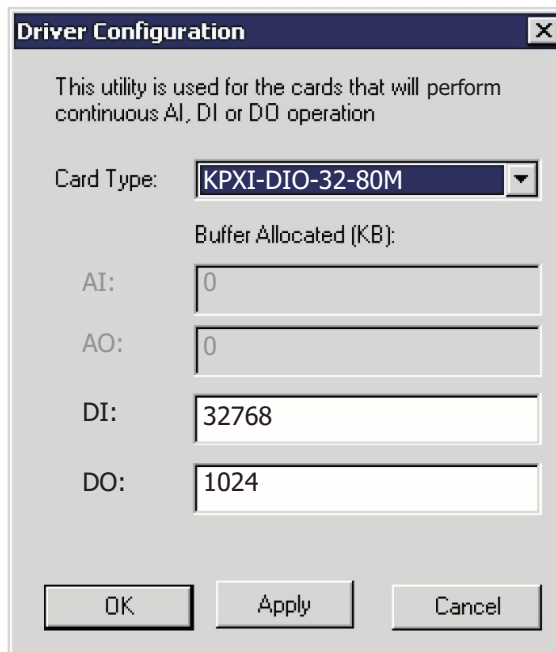 Driver Configuration
This utility is used for the cards that will perform
continuous AI, DI or DO operation
Card Type: KPXI-DIO-32-80M
Buffer Allocated (KB):
AI: 0
AO: 0
DI: 32768
DO: 1024
OK Apply Cancel